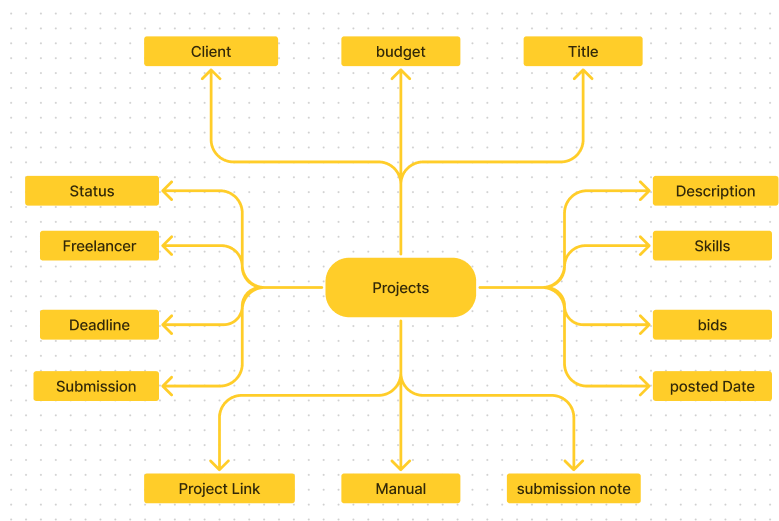 Client
budget
Title
Status
Description
Freelancer
Skills
Projects
Deadline
bids
Submission
posted Date
Project Link
Manual
submission note